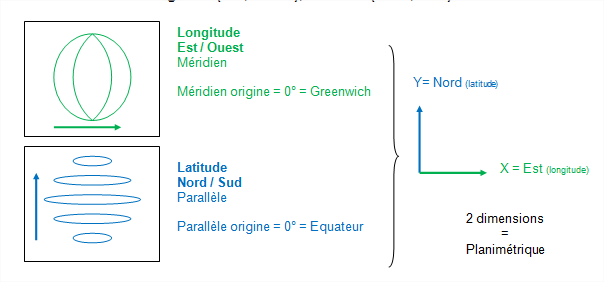 Longitude
Est / Ouest
Méridien
Méridien origine = 0° = Greenwich
Latitude
Nord / Sud
Parallèle
Parallèle origine = 0° = Equateur
Y= Nord (latitude)
X = Est (longitude)
2 dimensions
=
Planimétrique